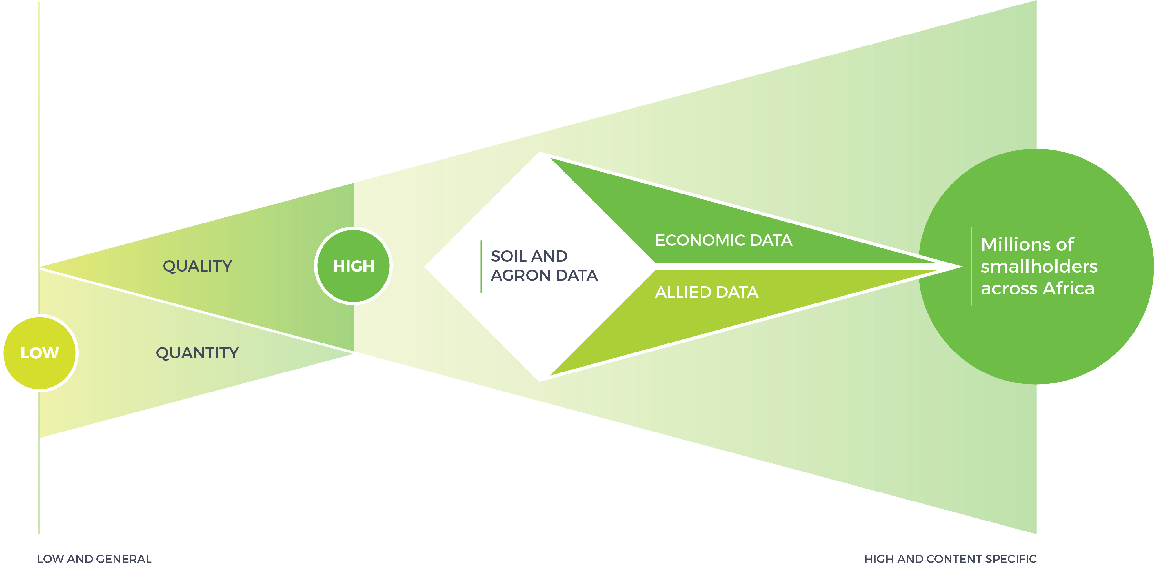 QUALITY
HIGH
LOW
QUANTITY
SOIL AND
AGRON DATA
ECONOMIC DATA
ALLIED DATA
Millions of
smallholders
across Africa
LOW AND GENERAL
HIGH AND CONTENT SPECIFIC